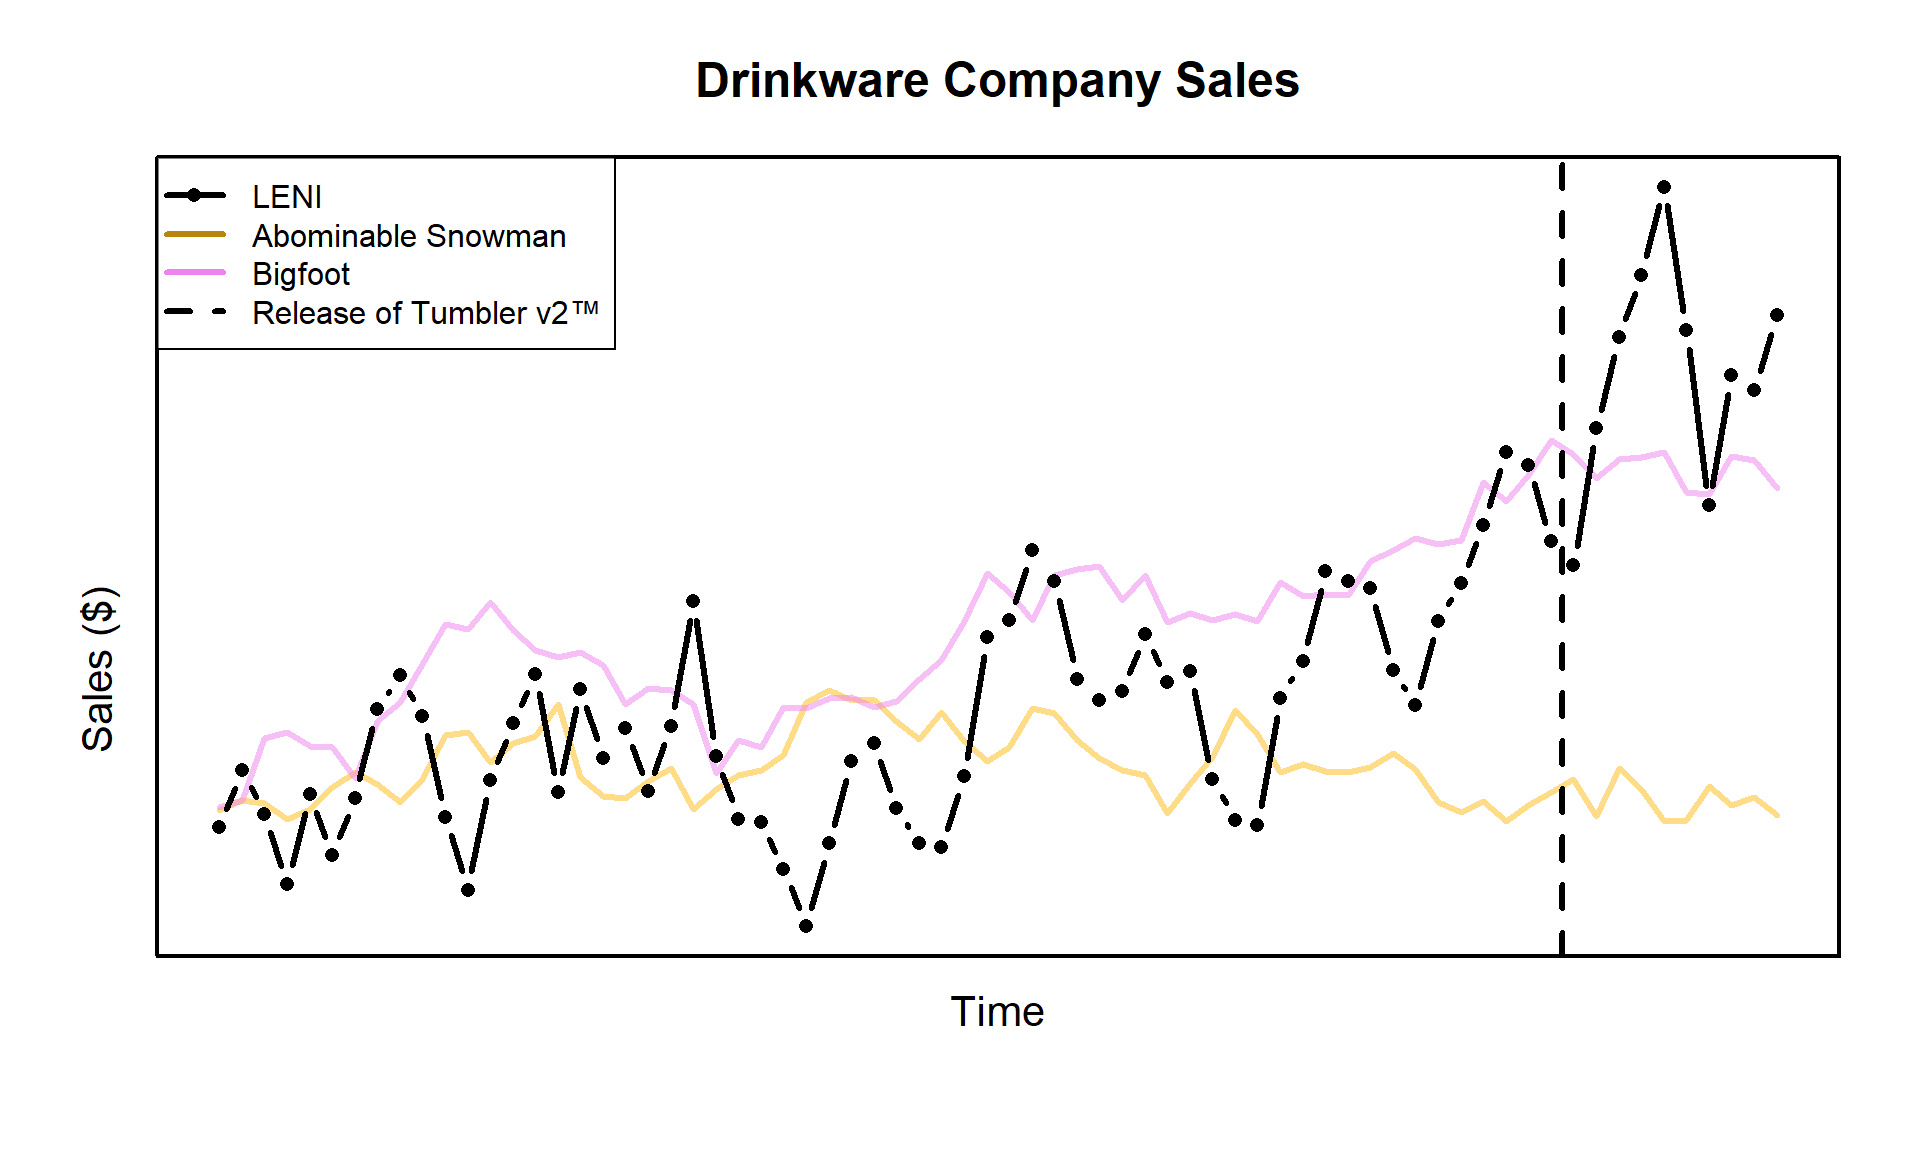 Drinkware Company Sales
LENI
Abominable Snowman
Bigfoot
Release of Tumbler v2™
Sales ($)
Time